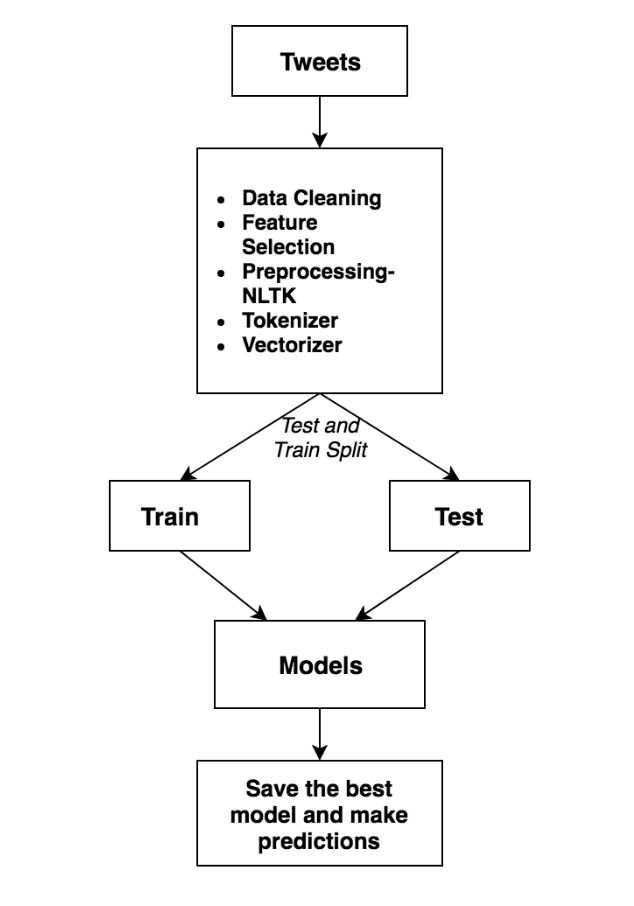 Tweets
• Data Cleaning
• Feature
Selection
• Preprocessing-
NLTK
• Tokenizer
• Vectorizer
Test and
Train Split
Train
Test
Models
Save the best
model and make
predictions